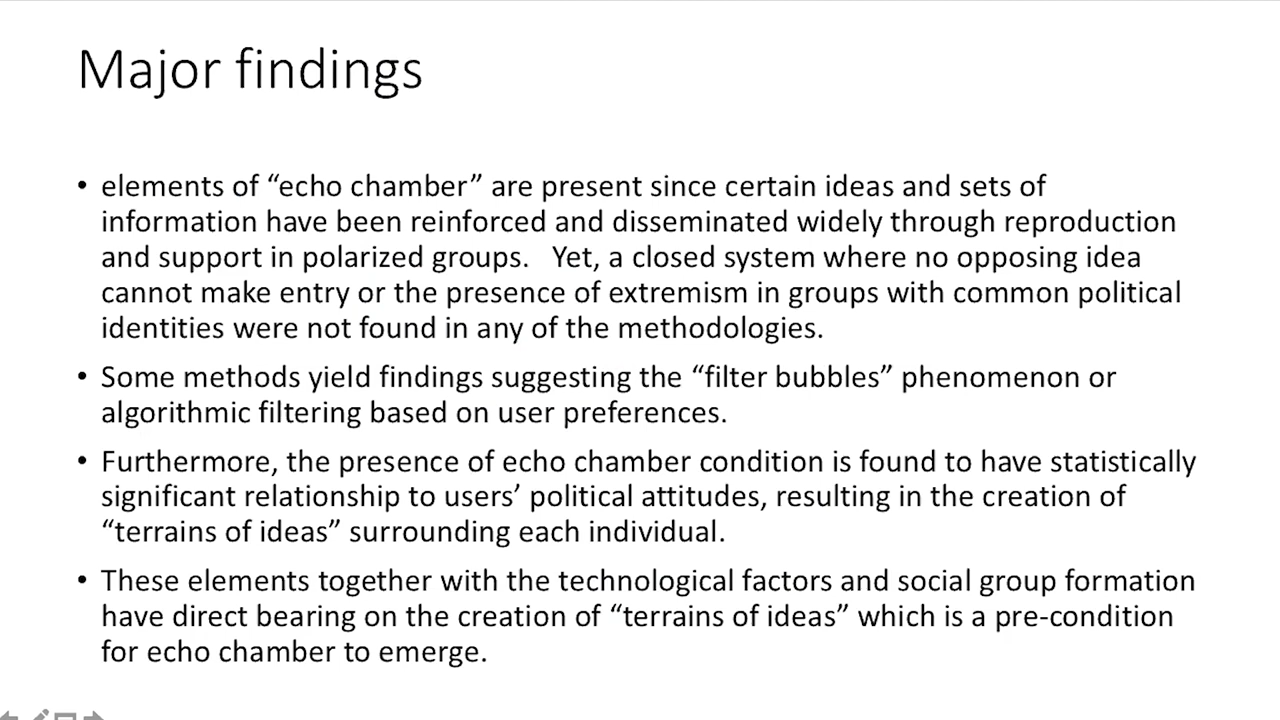 Major findings
• elements of “echo chamber” are present since certain ideas and sets of
information have been reinforced and disseminated widely through reproduction
and support in polarized groups.   Yet, a closed system where no opposing idea
cannot make entry or the presence of extremism in groups with common political
identities were not found in any of the methodologies.
• Some methods yield findings suggesting the “filter bubbles” phenomenon or
algorithmic filtering based on user preferences.
• Furthermore, the presence of echo chamber condition is found to have statistically
significant relationship to users’ political attitudes, resulting in the creation of
“terrains of ideas” surrounding each individual.
• These elements together with the technological factors and social group formation
have direct bearing on the creation of “terrains of ideas” which is a pre-condition
for echo chamber to emerge.